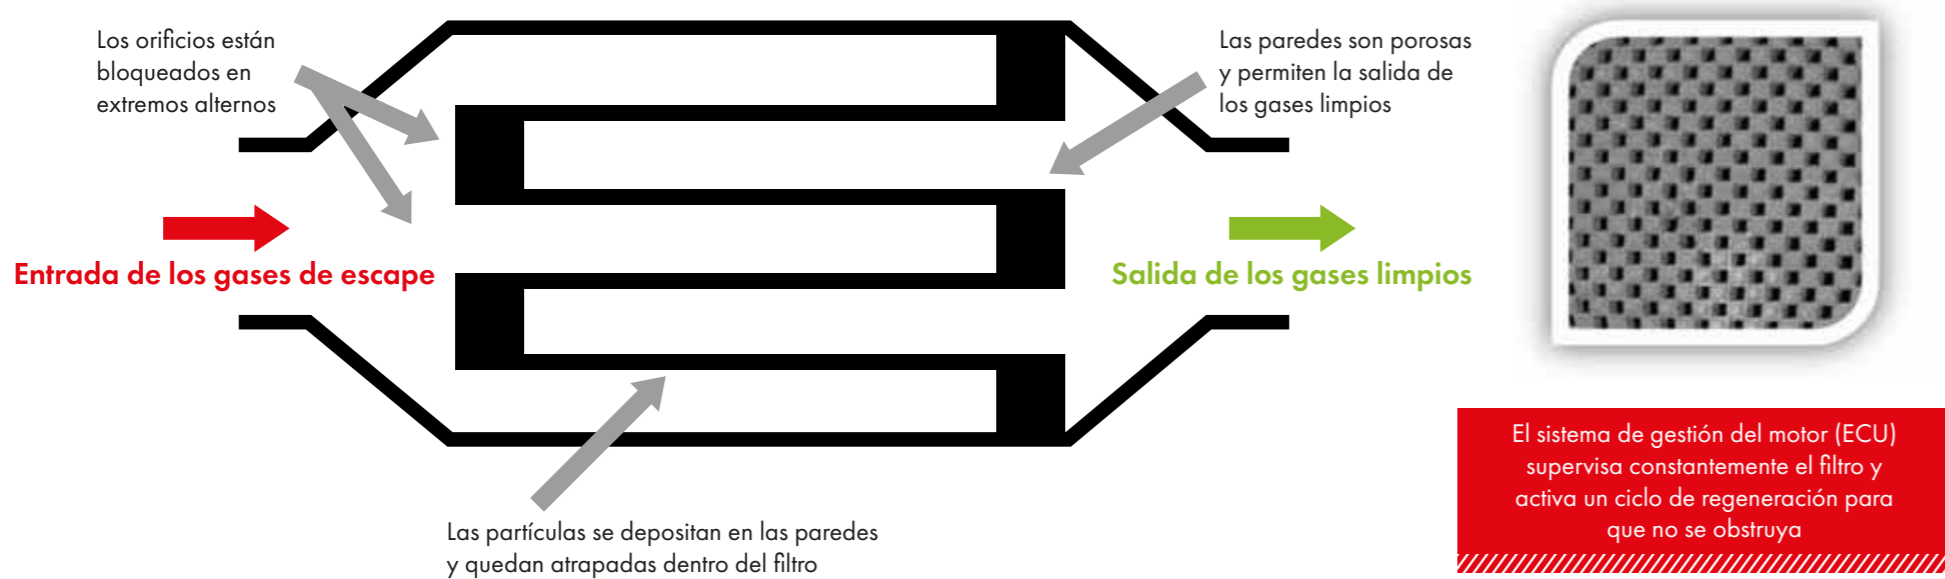 Los orificios están
bloqueados en
extremos alternos
Las paredes son porosas
y permiten la salida de
los gases limpios
Entrada de los gases de escape
Salida de los gases limpios
Las partículas se depositan en las paredes
y quedan atrapadas dentro del filtro
El sistema de gestión del motor (ECU)
supervisa constantemente el filtro y
activa un ciclo de regeneración para
que no se obstruya